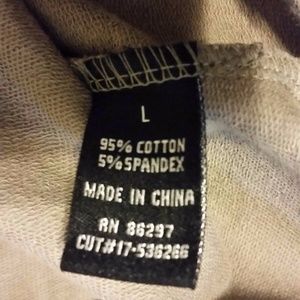 L
95% COTTON
5% SPANDEX
MADE IN CHINA
RN 86297
CUT#17-536266